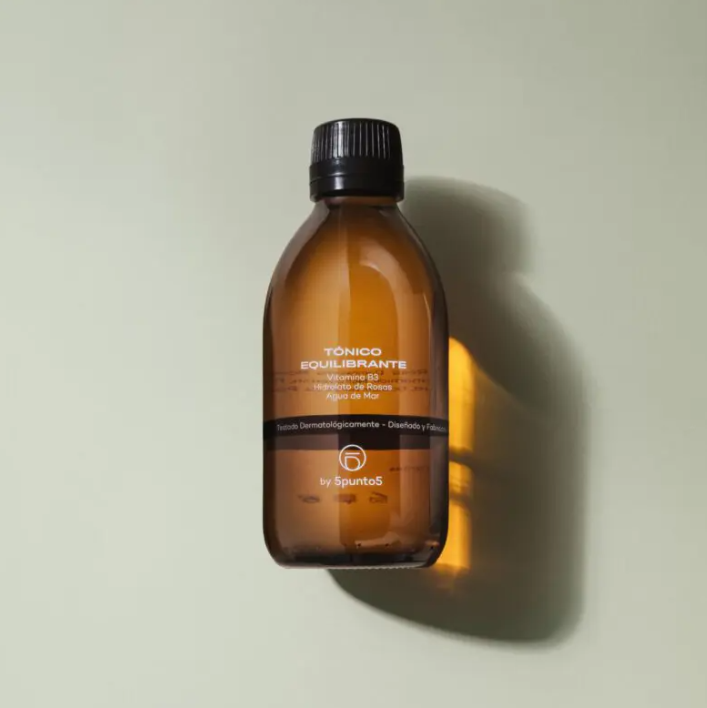 TÓNICO
EQUILIBRANTE
Vitamina B3
Hidrolato de Rosas
Agua de Mar
Testado Dermatológicamente - Diseñado y
by 5punto5